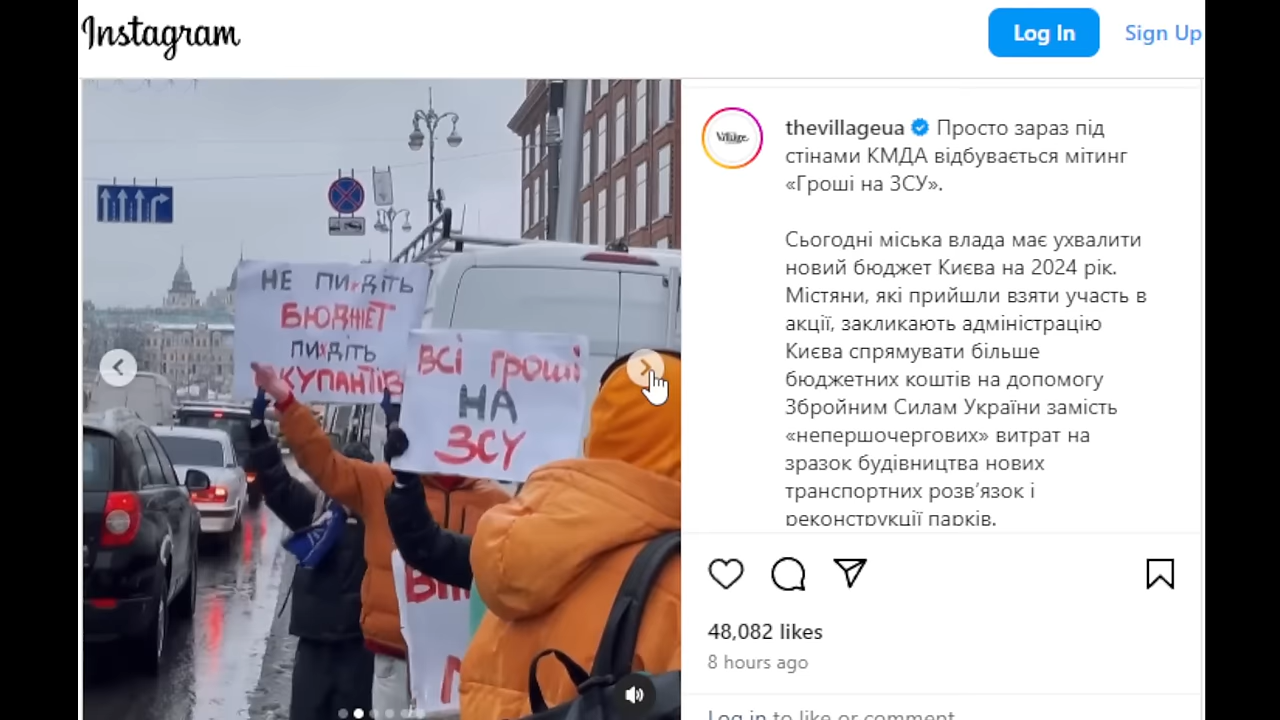 Instagram
Log In
Sign Up
thevillageua Просто зараз під
стінами КМДА відбувається мітинг
«Гроші на ЗСУ».
Сьогодні міська влада має ухвалити
новий бюджет Києва на 2024 рік.
Містяни, які прийшли взяти участь в
акції, закликають адміністрацію
Києва спрямувати більше
бюджетних коштів на допомогу
Збройним Силам України замість
«непершочергових» витрат на
зразок будівництва нових
транспортних розв’язок і
реконструкції парків.
48,082 likes
8 hours ago
Log in to like or comment.
Village
НЕ ПИ*ДІТЬ
БЮДЖЕТ
ПИ*ДІТЬ
ОКУПАНТІВ
ВСІ ГРОШІ
НА
ЗСУ